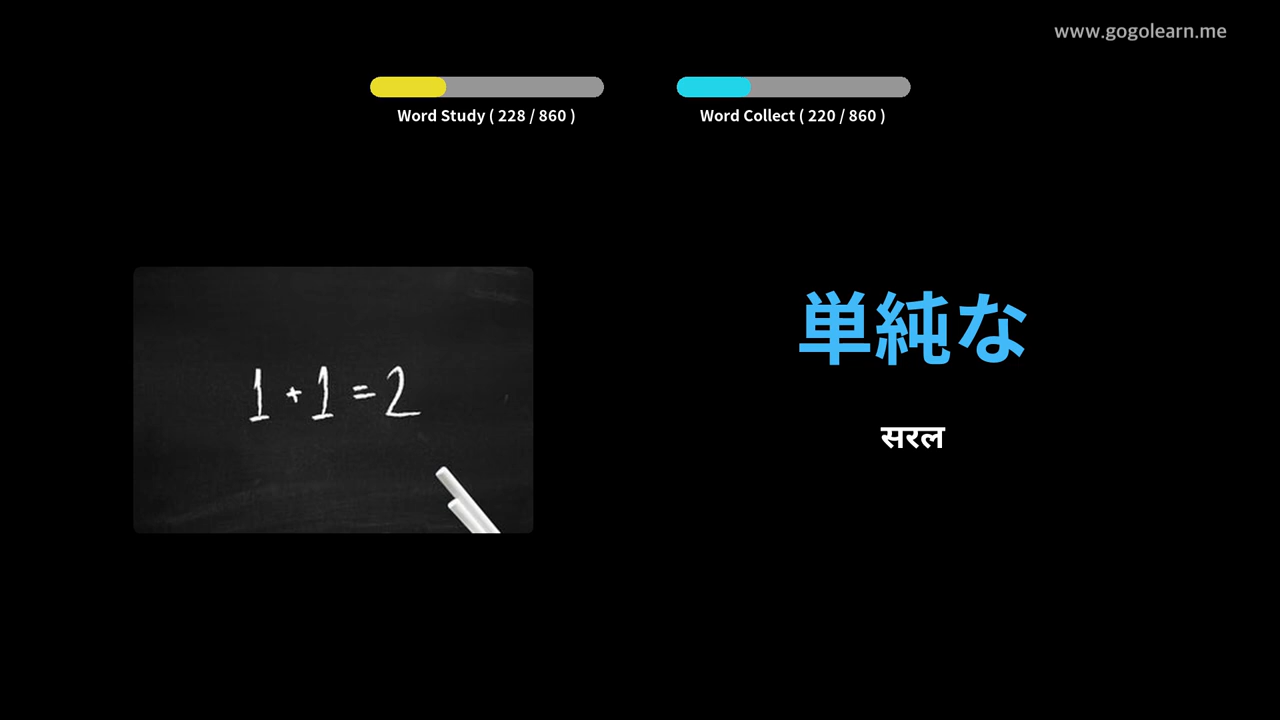 www.gogolearn.me
Word Study ( 228 / 860 )
Word Collect ( 220 / 860 )
1 + 1 = 2
単純な
सरल